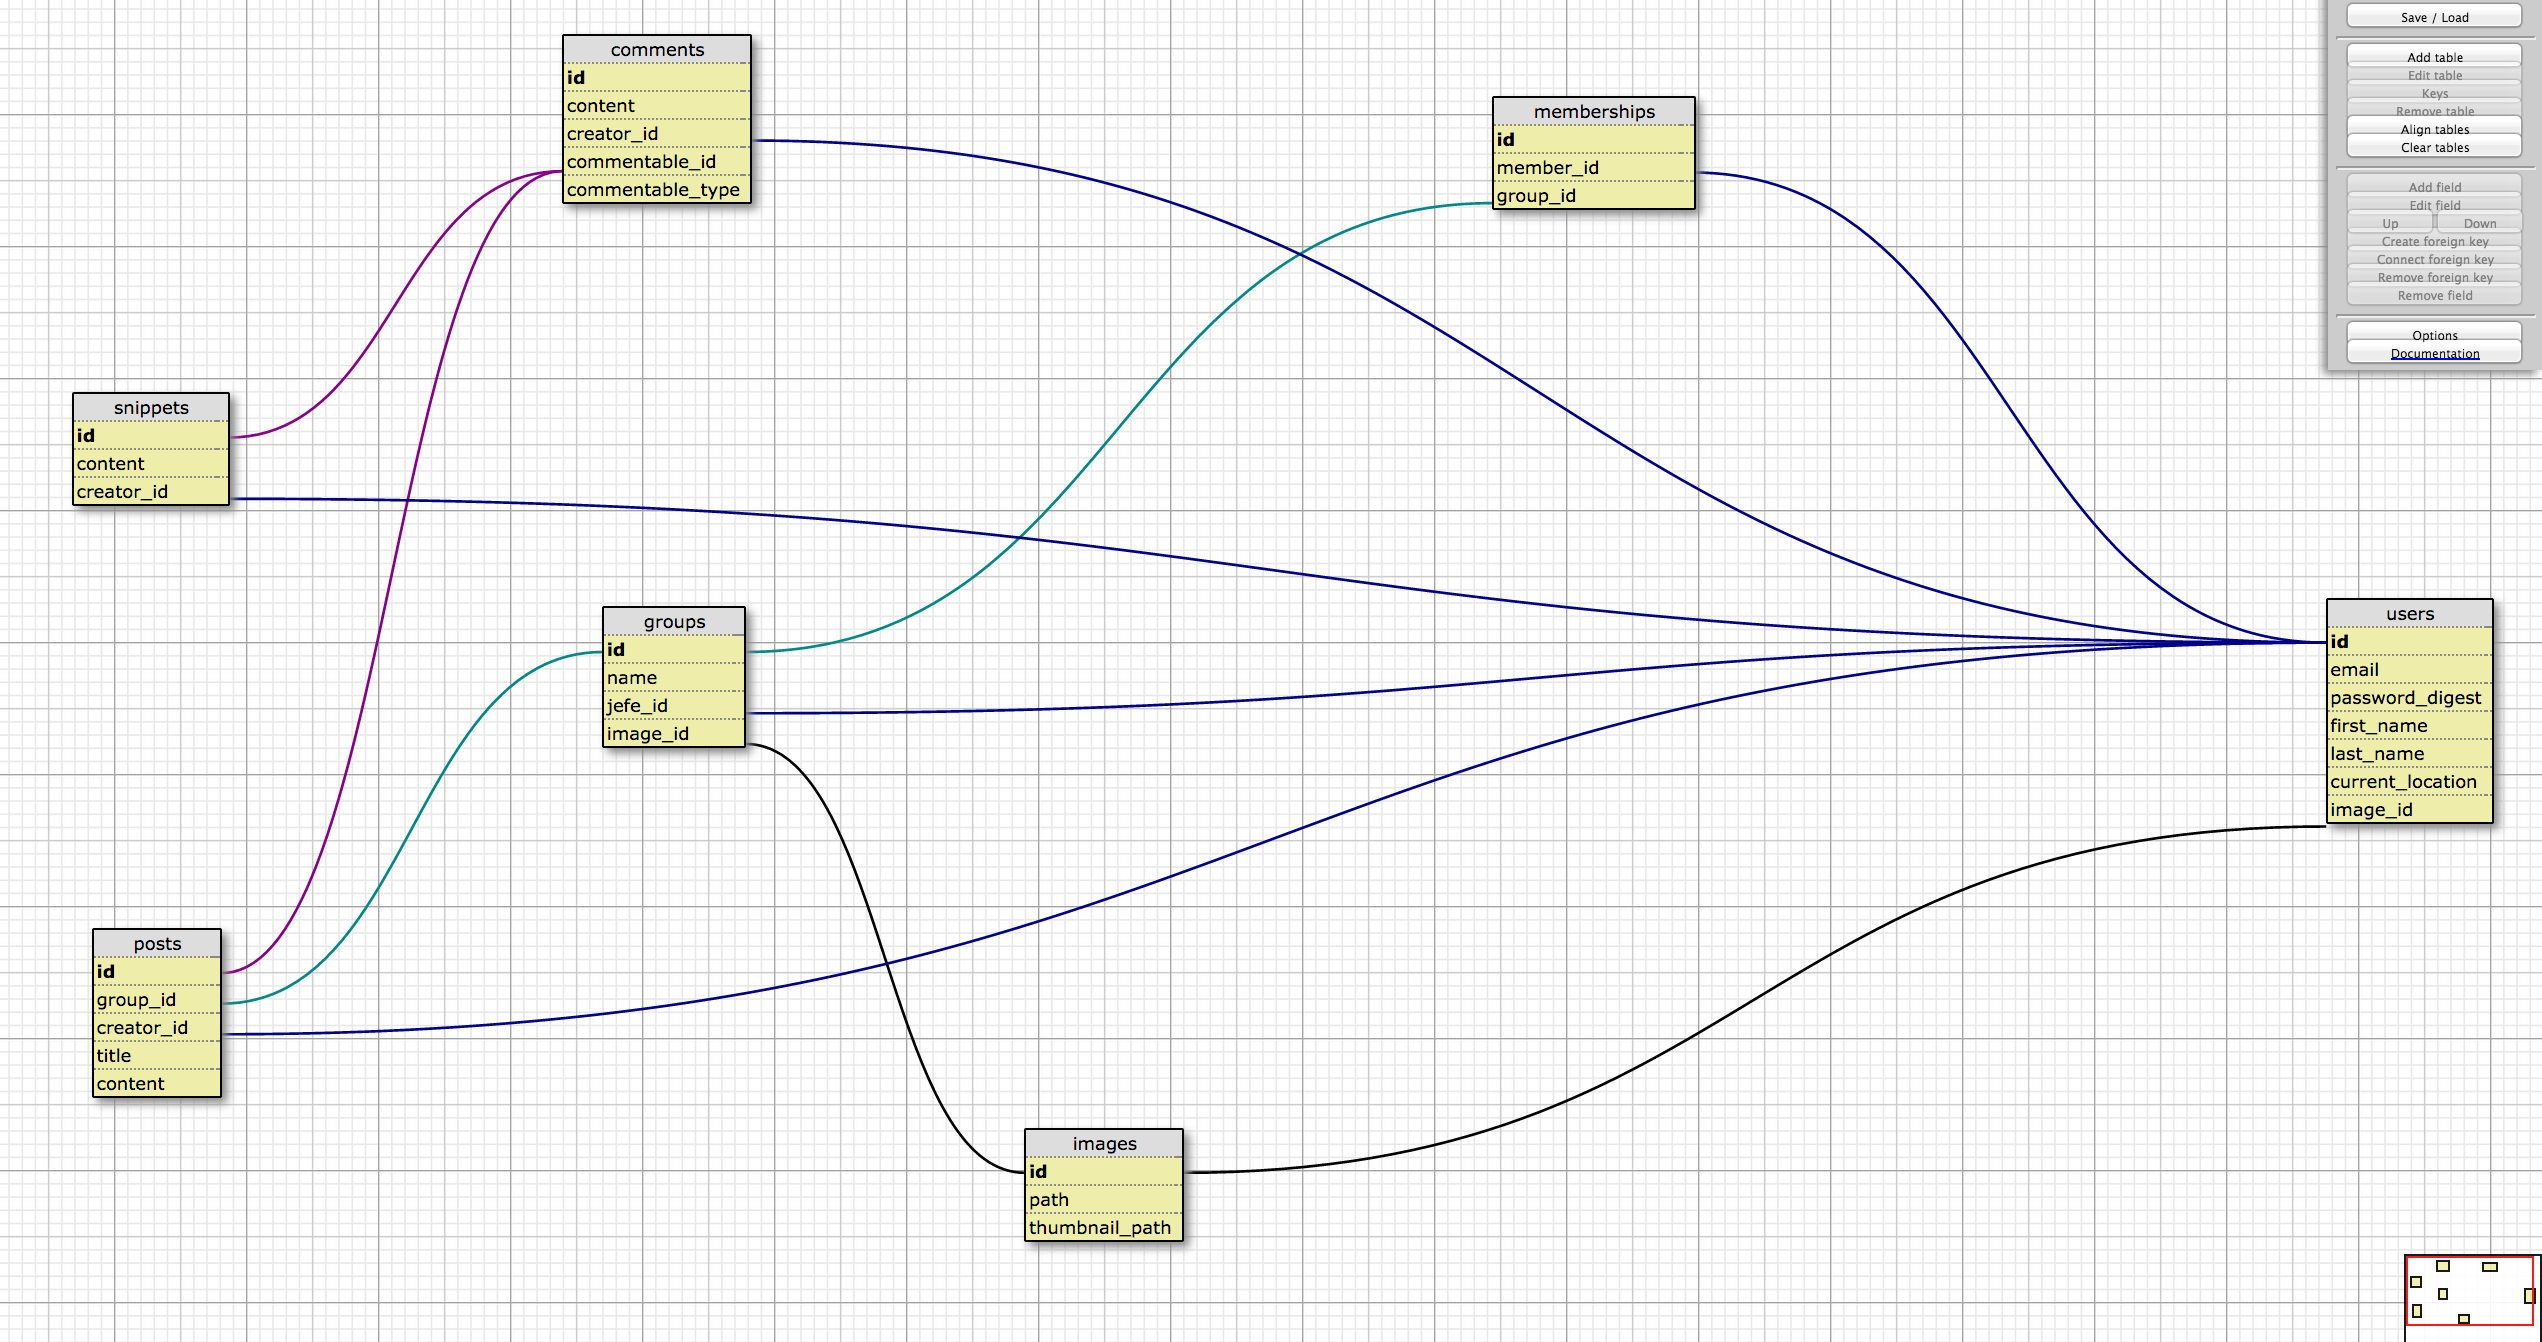 comments
id
content
creator_id
commentable_id
commentable_type
memberships
id
member_id
group_id
snippets
id
content
creator_id
groups
id
name
jefe_id
image_id
users
id
email
password_digest
first_name
last_name
current_location
image_id
posts
id
group_id
creator_id
title
content
images
id
path
thumbnail_path
Save / Load
Add table
Edit table
Keys
Remove table
Align tables
Clear tables
Add field
Edit field
Up Down
Create foreign key
Connect foreign key
Remove foreign key
Remove field
Options
Documentation